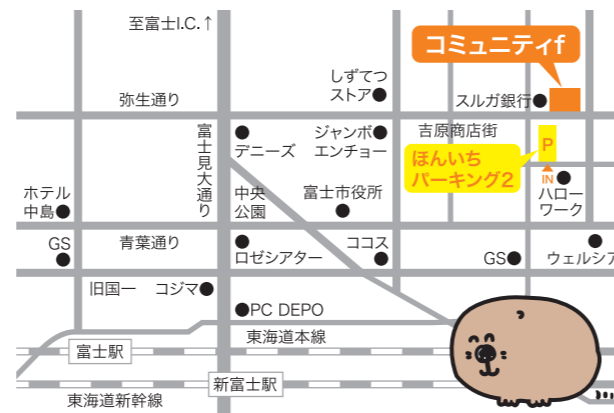 至富士I.C.↑
コミュニティf
しずてつ
ストア
スルガ銀行
弥生通り
富士見大通り
デニーズ
ジャンボ
エンチョー
吉原商店街
P
ほんいち
パーキング2
IN
ハロー
ワーク
ホテル
中島
中央
公園
富士市役所
GS
青葉通り
ロゼシアター
ココス
GS
ウェルシア
旧国一
コジマ
PC DEPO
東海道本線
富士駅
新富士駅
東海道新幹線